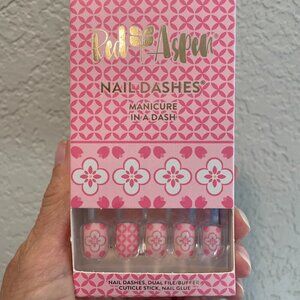 Red Aspen
NAIL DASHES®
MANICURE
IN A DASH
NAIL DASHES, DUAL FILE/BUFFER,
CUTICLE STICK, NAIL GLUE